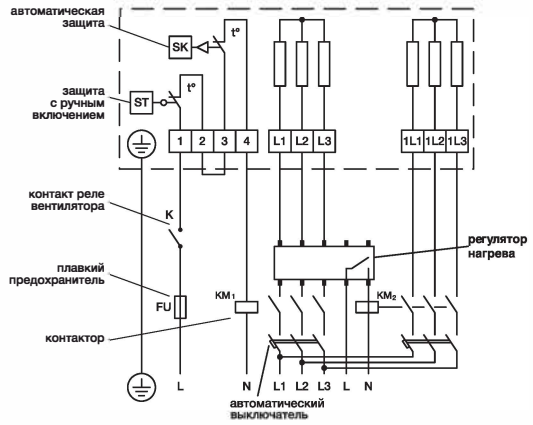 автоматическая
защита
SK
t°
защита
с ручным
включением
ST
t°
1 2 3 4 L1 L2 L3 1L1 1L2 1L3
контакт реле
вентилятора
K
регулятор
нагрева
плавкий
предохранитель
FU
KM1
KM2
контактор
L N L1 L2 L3 L N
автоматический
выключатель